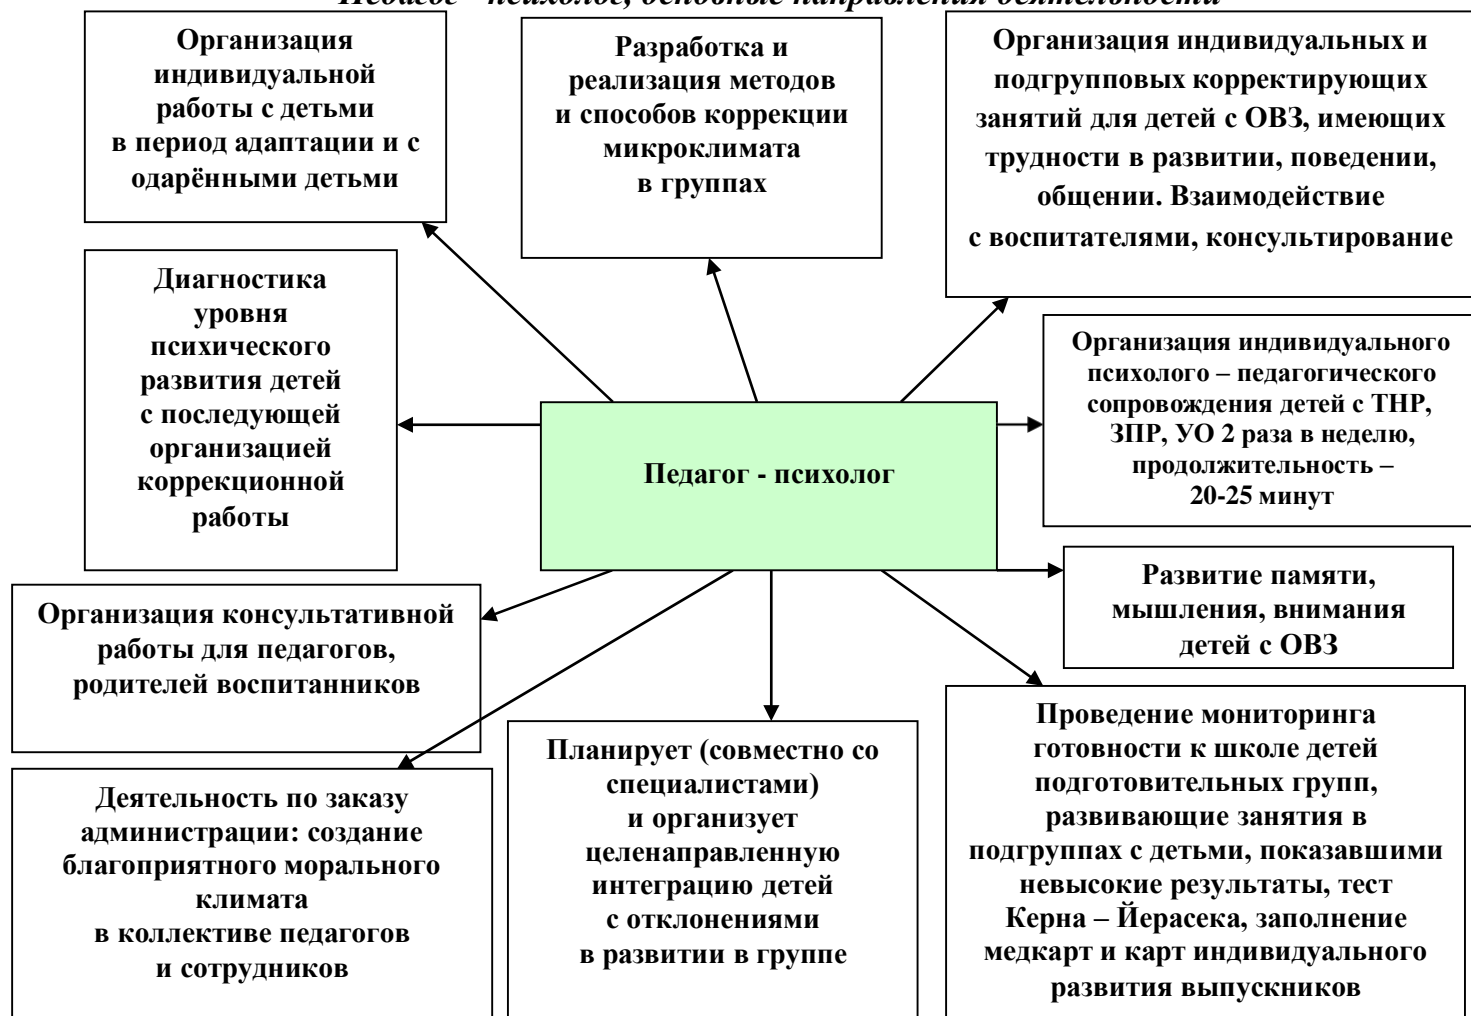 Педагог - психолог, основные направления деятельности
Организация
индивидуальной
работы с детьми
в период адаптации и с
одарёнными детьми
Разработка и
реализация методов
и способов коррекции
микроклимата
в группах
Организация индивидуальных и
подгрупповых корректирующих
занятий для детей с ОВЗ, имеющих
трудности в развитии, поведении,
общении. Взаимодействие
с воспитателями, консультирование
Диагностика
уровня
психического
развития детей
с последующей
организацией
коррекционной
работы
Организация индивидуального
психолого – педагогического
сопровождения детей с ТНР,
ЗПР, УО 2 раза в неделю,
продолжительность –
20-25 минут
Педагог - психолог
Развитие памяти,
мышления, внимания
детей с ОВЗ
Организация консультативной
работы для педагогов,
родителей воспитанников
Деятельность по заказу
администрации: создание
благоприятного морального
климата
в коллективе педагогов
и сотрудников
Планирует (совместно со
специалистами)
и организует
целенаправленную
интеграцию детей
с отклонениями
в развитии в группе
Проведение мониторинга
готовности к школе детей
подготовительных групп,
развивающие занятия в
подгруппах с детьми, показавшими
невысокие результаты, тест
Керна – Йерасека, заполнение
медкарт и карт индивидуального
развития выпускников